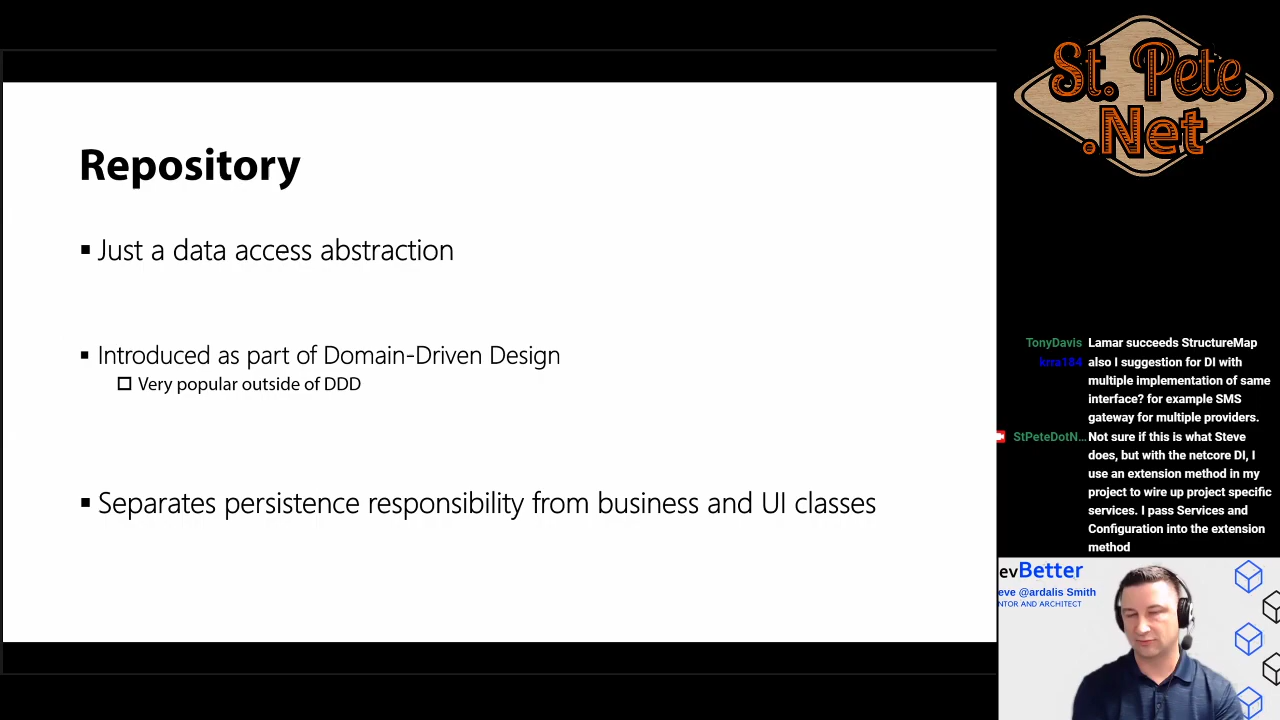 Repository
Just a data access abstraction
Introduced as part of Domain-Driven Design
Very popular outside of DDD
Separates persistence responsibility from business and UI classes
St. Pete
.Net
TonyDavis Lamar succeeds StructureMap
krra184 also I suggestion for DI with
multiple implementation of same
interface? for example SMS
gateway for multiple providers.
StPeteDotN... Not sure if this is what Steve
does, but with the netcore DI, I
use an extension method in my
project to wire up project specific
services. I pass Services and
Configuration into the extension
method
evBetter
eve @ardalis Smith
NTOR AND ARCHITECT